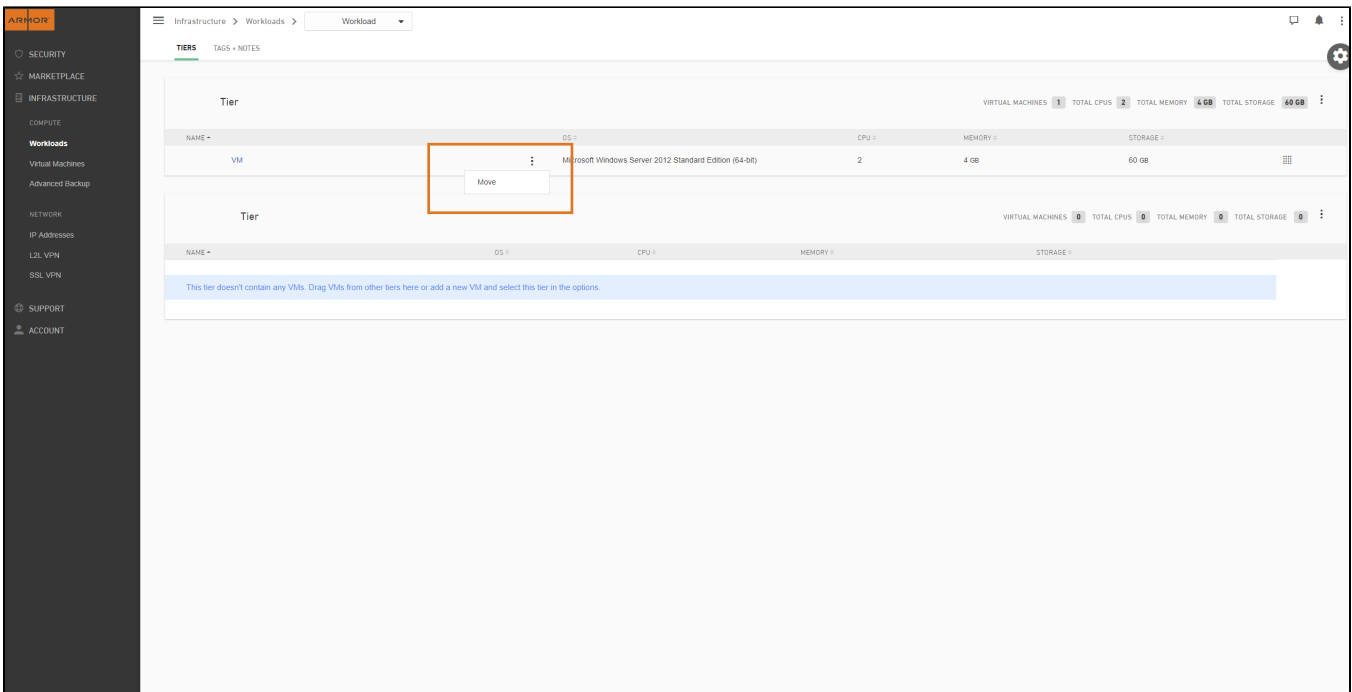 ARMOR
Infrastructure > Workloads > Workload
TIERS TAGS + NOTES
SECURITY
MARKETPLACE
INFRASTRUCTURE
COMPUTE
Workloads
Virtual Machines
Advanced Backup
NETWORK
IP Addresses
L2L VPN
SSL VPN
SUPPORT
ACCOUNT
Tier VIRTUAL MACHINES 1 TOTAL CPUS 2 TOTAL MEMORY 4 GB TOTAL STORAGE 60 GB
NAME OS CPU MEMORY STORAGE
VM Microsoft Windows Server 2012 Standard Edition (64-bit) 2 4 GB 60 GB
Move
Tier VIRTUAL MACHINES 0 TOTAL CPUS 0 TOTAL MEMORY 0 TOTAL STORAGE 0
NAME OS CPU MEMORY STORAGE
This tier doesn't contain any VMs. Drag VMs from other tiers here or add a new VM and select this tier in the options.